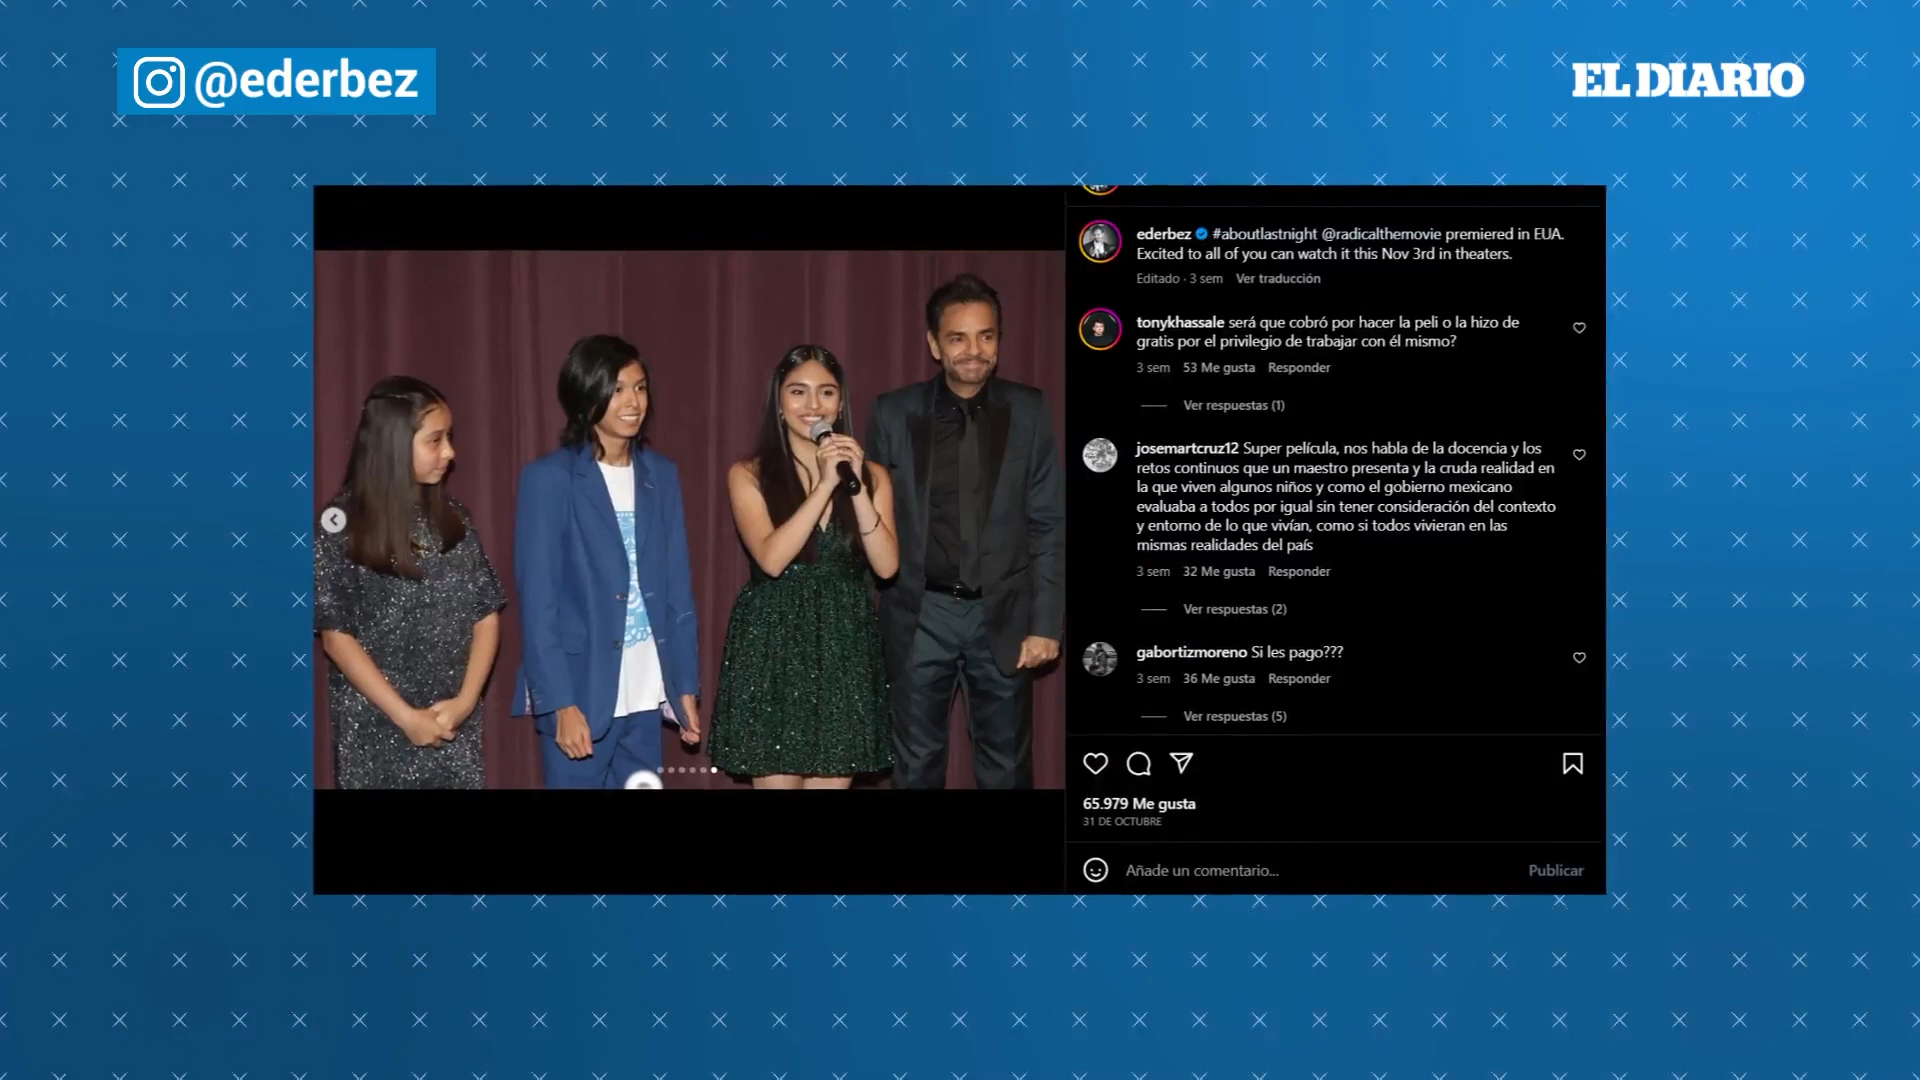 @ederbez
EL DIARIO
ederbez #aboutlastnight @radicalthemovie premiered in EUA.
Excited to all of you can watch it this Nov 3rd in theaters.
Editado · 3 sem Ver traducción
tonykhassale será que cobró por hacer la peli o la hizo de
gratis por el privilegio de trabajar con él mismo?
3 sem 53 Me gusta Responder
Ver respuestas (1)
josemartcruz12 Super película, nos habla de la docencia y los
retos continuos que un maestro presenta y la cruda realidad en
la que viven algunos niños y como el gobierno mexicano
evaluaba a todos por igual sin tener consideración del contexto
y entorno de lo que vivían, como si todos vivieran en las
mismas realidades del país
3 sem 32 Me gusta Responder
Ver respuestas (2)
gabortizmoreno Si les pago???
3 sem 36 Me gusta Responder
Ver respuestas (5)
65.979 Me gusta
31 DE OCTUBRE
Añade un comentario...
Publicar